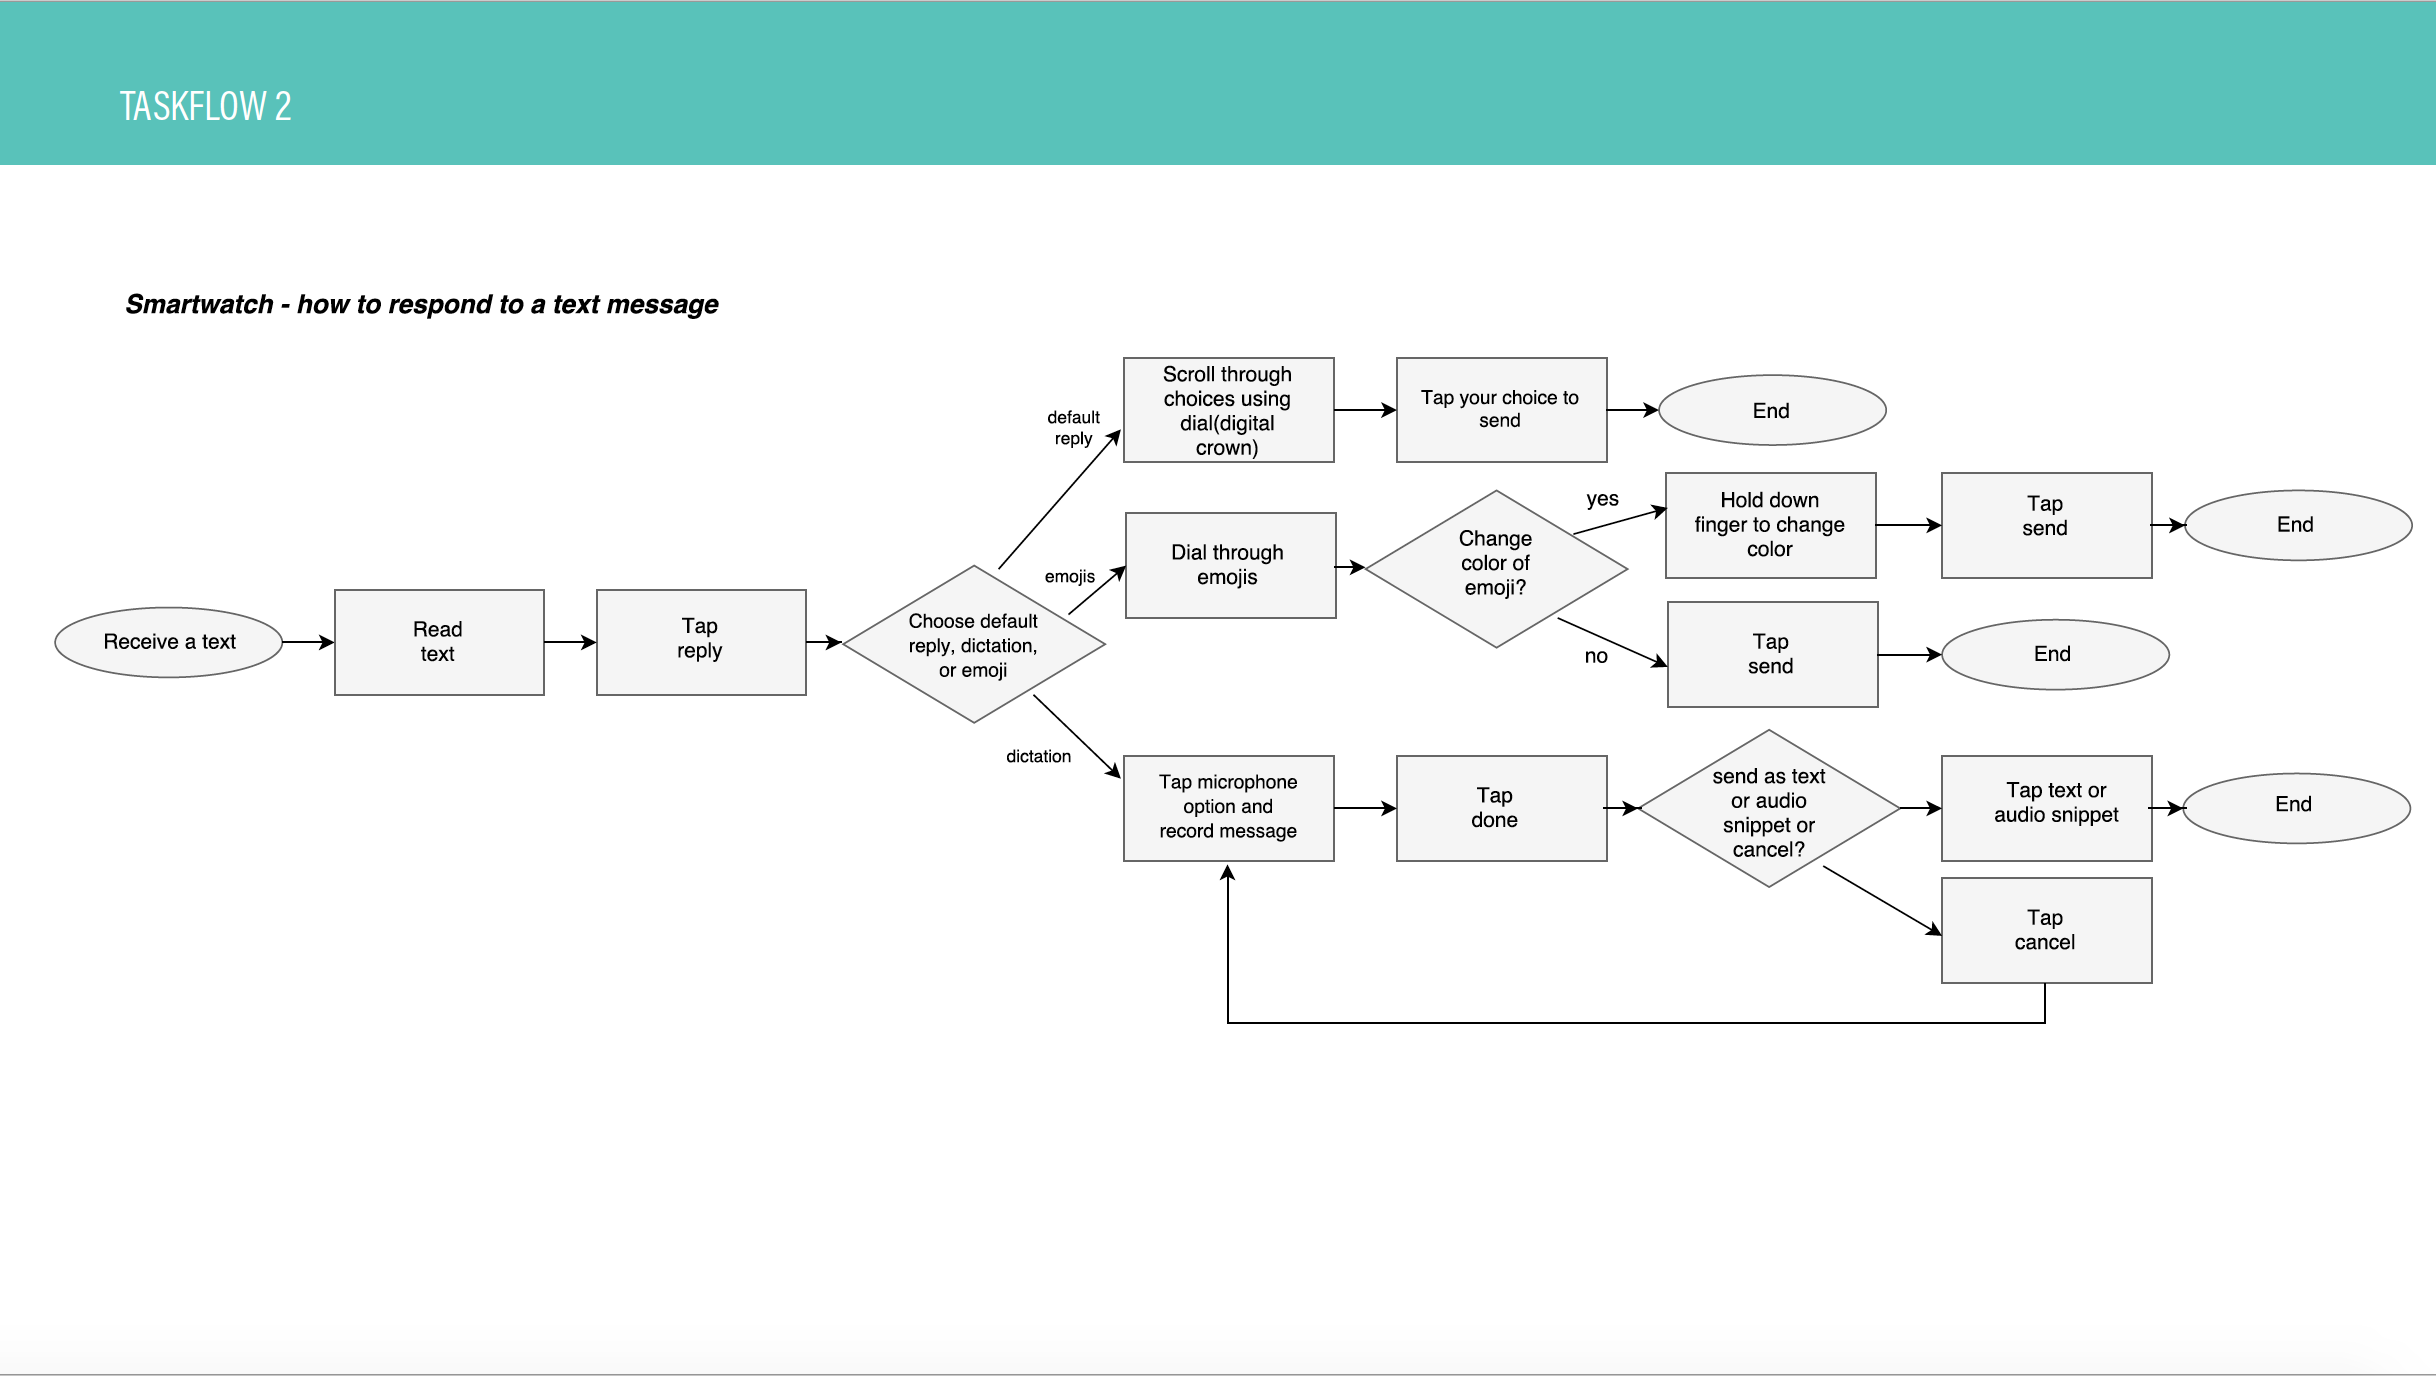 TASKFLOW 2
Smartwatch - how to respond to a text message
Receive a text
Read
text
Tap
reply
Choose default
reply, dictation,
or emoji
default
reply
Scroll through
choices using
dial(digital
crown)
Tap your choice to
send
End
emojis
Dial through
emojis
Change
color of
emoji?
yes
Hold down
finger to change
color
Tap
send
End
no
Tap
send
End
dictation
Tap microphone
option and
record message
Tap
done
send as text
or audio
snippet or
cancel?
Tap text or
audio snippet
End
Tap
cancel